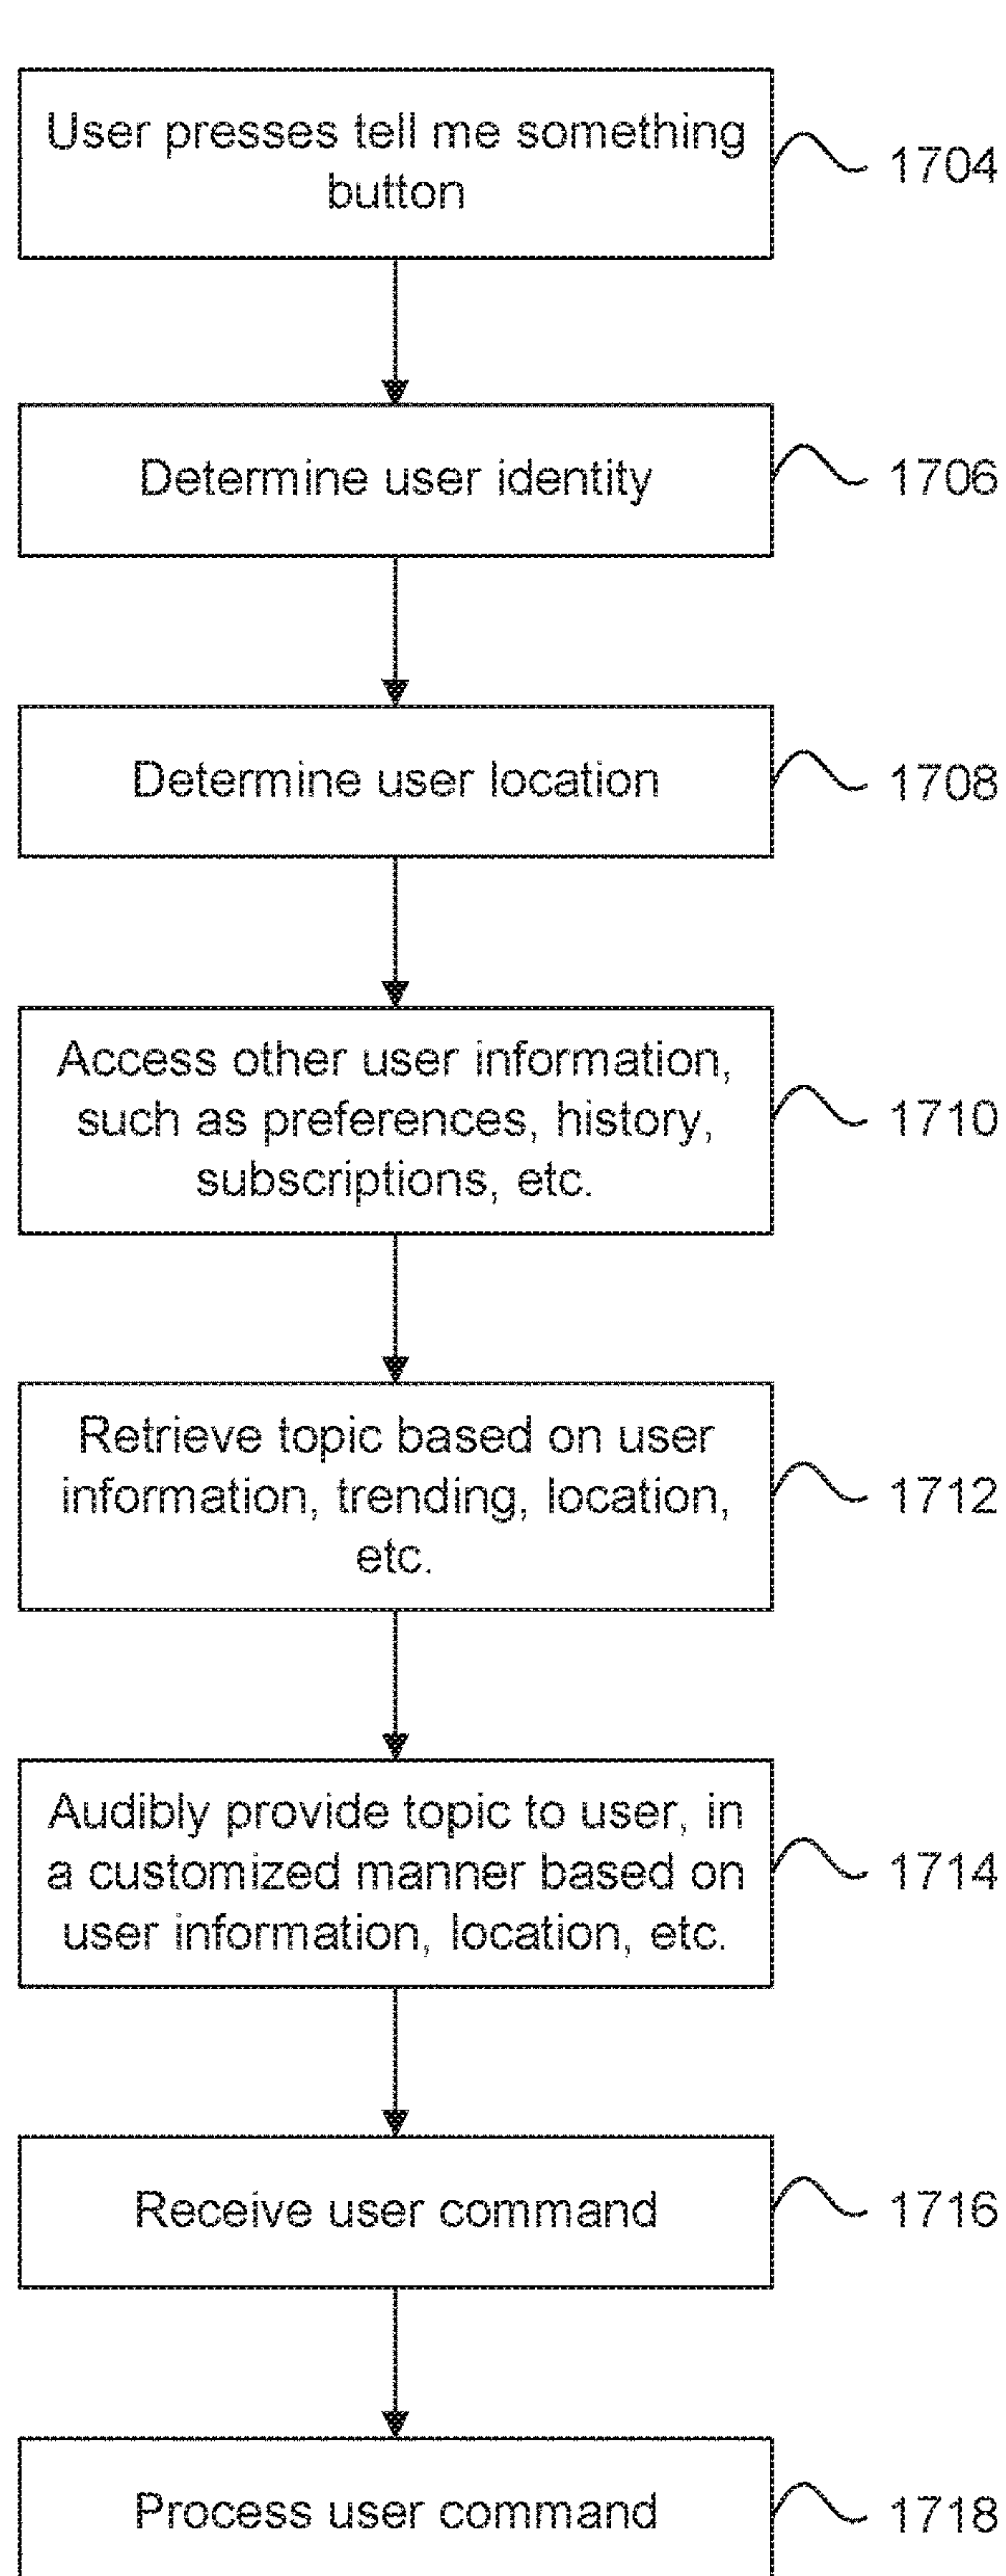 User presses tell me something
button
1704
Determine user identity
1706
Determine user location
1708
Access other user information,
such as preferences, history,
subscriptions, etc.
1710
Retrieve topic based on user
information, trending, location,
etc.
1712
Audibly provide topic to user, in
a customized manner based on
user information, location, etc.
1714
Receive user command
1716
Process user command
1718